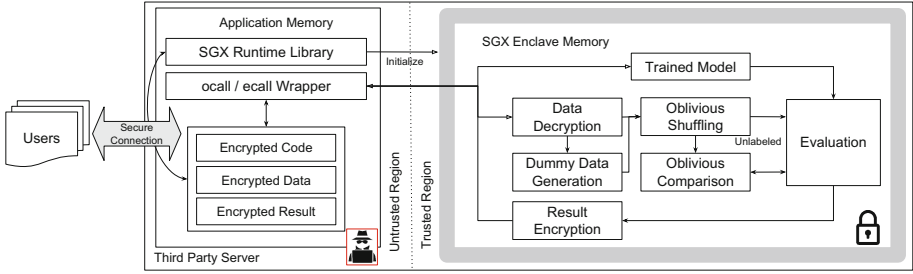 Application Memory
SGX Runtime Library
Initialize
ocall / ecall Wrapper
Users
Secure
Connection
Encrypted Code
Encrypted Data
Encrypted Result
Third Party Server
Untrusted Region
Trusted Region
SGX Enclave Memory
Trained Model
Data
Decryption
Oblivious
Shuffling
Unlabeled
Evaluation
Dummy Data
Generation
Oblivious
Comparison
Result
Encryption